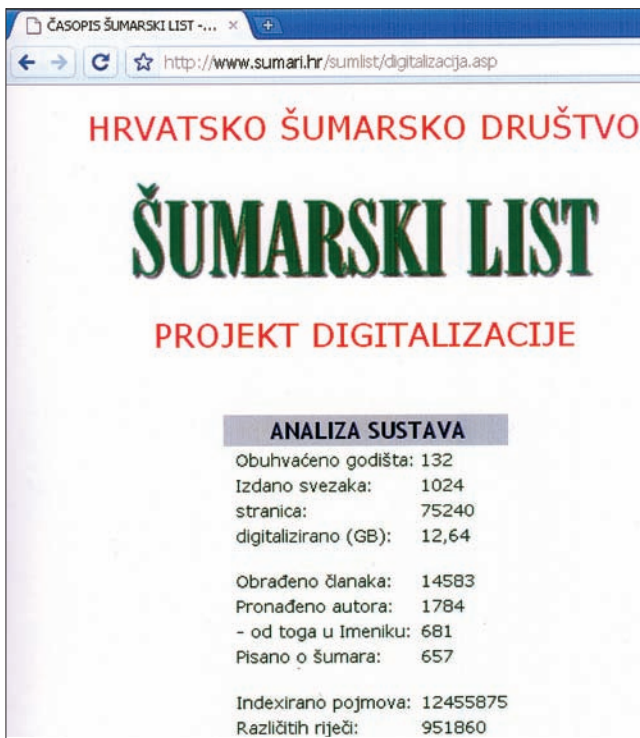 ČASOPIS ŠUMARSKI LIST -...
http://www.sumari.hr/sumlist/digitalizacija.asp
HRVATSKO ŠUMARSKO DRUŠTVO
ŠUMARSKI LIST
PROJEKT DIGITALIZACIJE
ANALIZA SUSTAVA
Obuhvaćeno godišta: 132
Izdano svezaka: 1024
stranica: 75240
digitalizirano (GB): 12,64
Obrađeno članaka: 14583
Pronađeno autora: 1784
- od toga u Imeniku: 681
Pisano o šumara: 657
Indexirano pojmova: 12455875
Različitih riječi: 951860